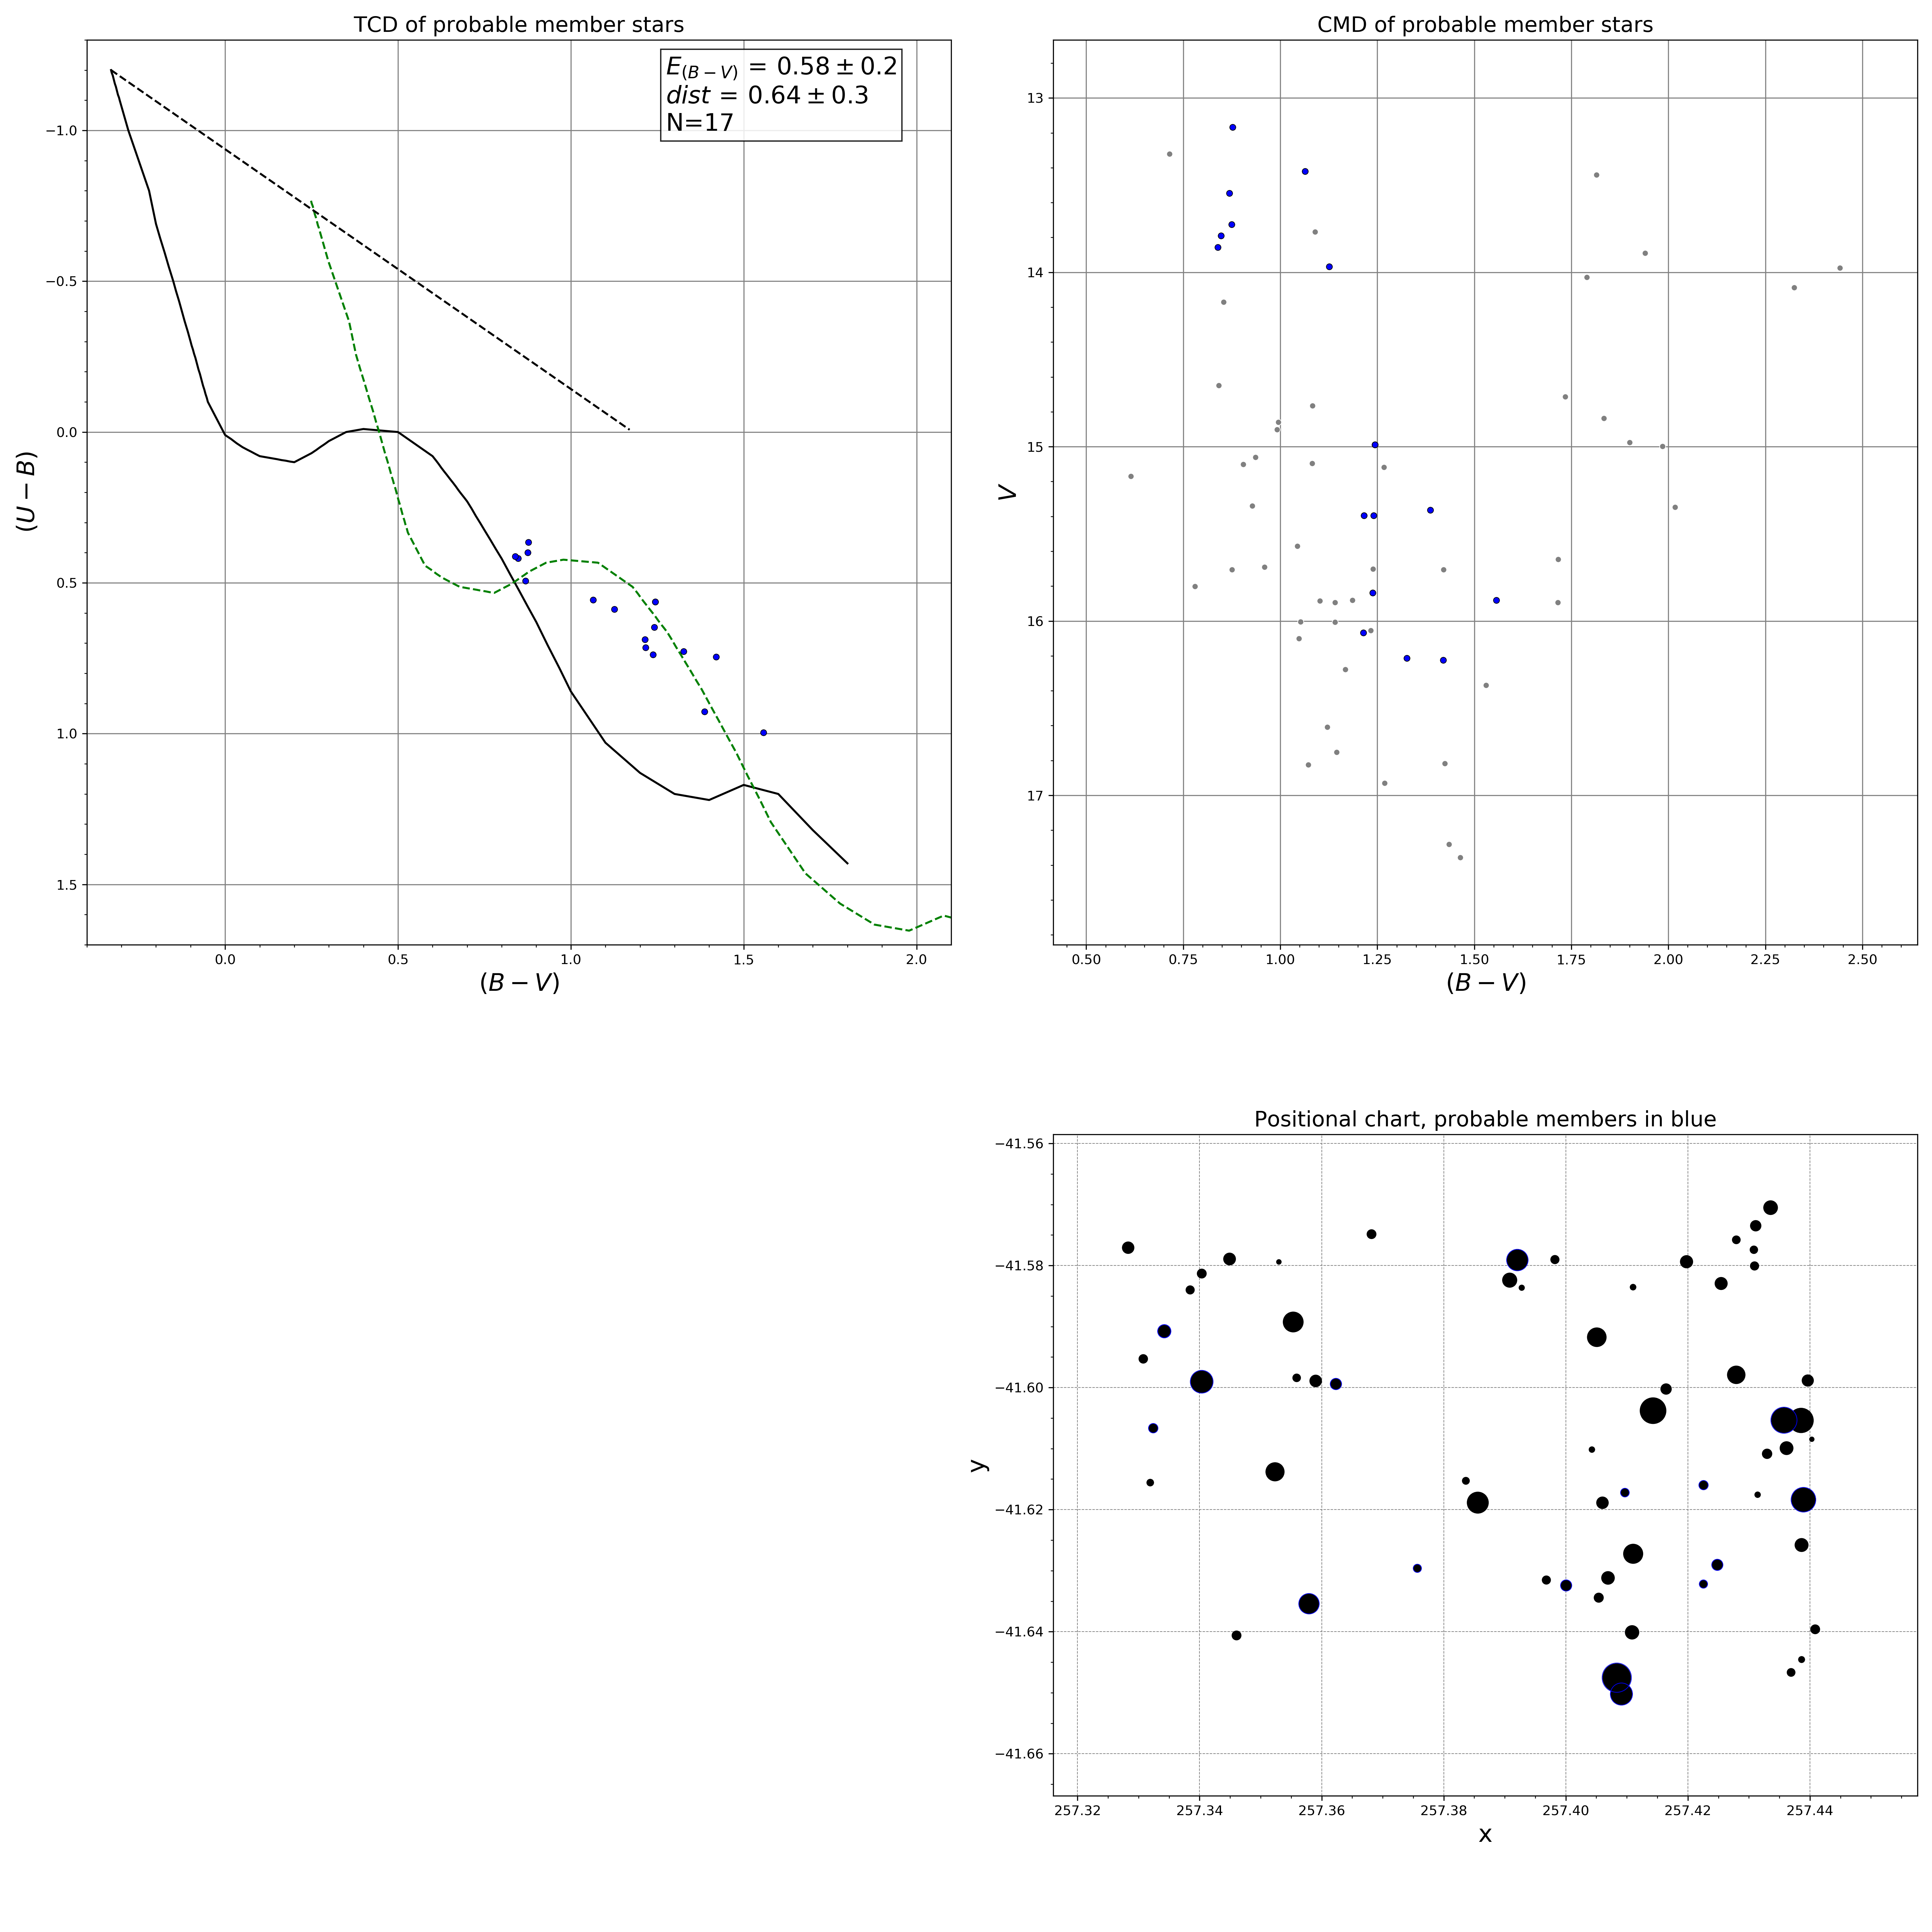 TCD of probable member stars
E(B − V) = 0.58 ± 0.2
dist = 0.64 ± 0.3
N=17
−1.0
−0.5
0.0
0.5
1.0
1.5
(U − B)
0.0 0.5 1.0 1.5 2.0
(B − V)
CMD of probable member stars
13
14
15
16
17
V
0.50 0.75 1.00 1.25 1.50 1.75 2.00 2.25 2.50
(B − V)
Positional chart, probable members in blue
−41.56
−41.58
−41.60
−41.62
−41.64
−41.66
y
257.32 257.34 257.36 257.38 257.40 257.42 257.44
x